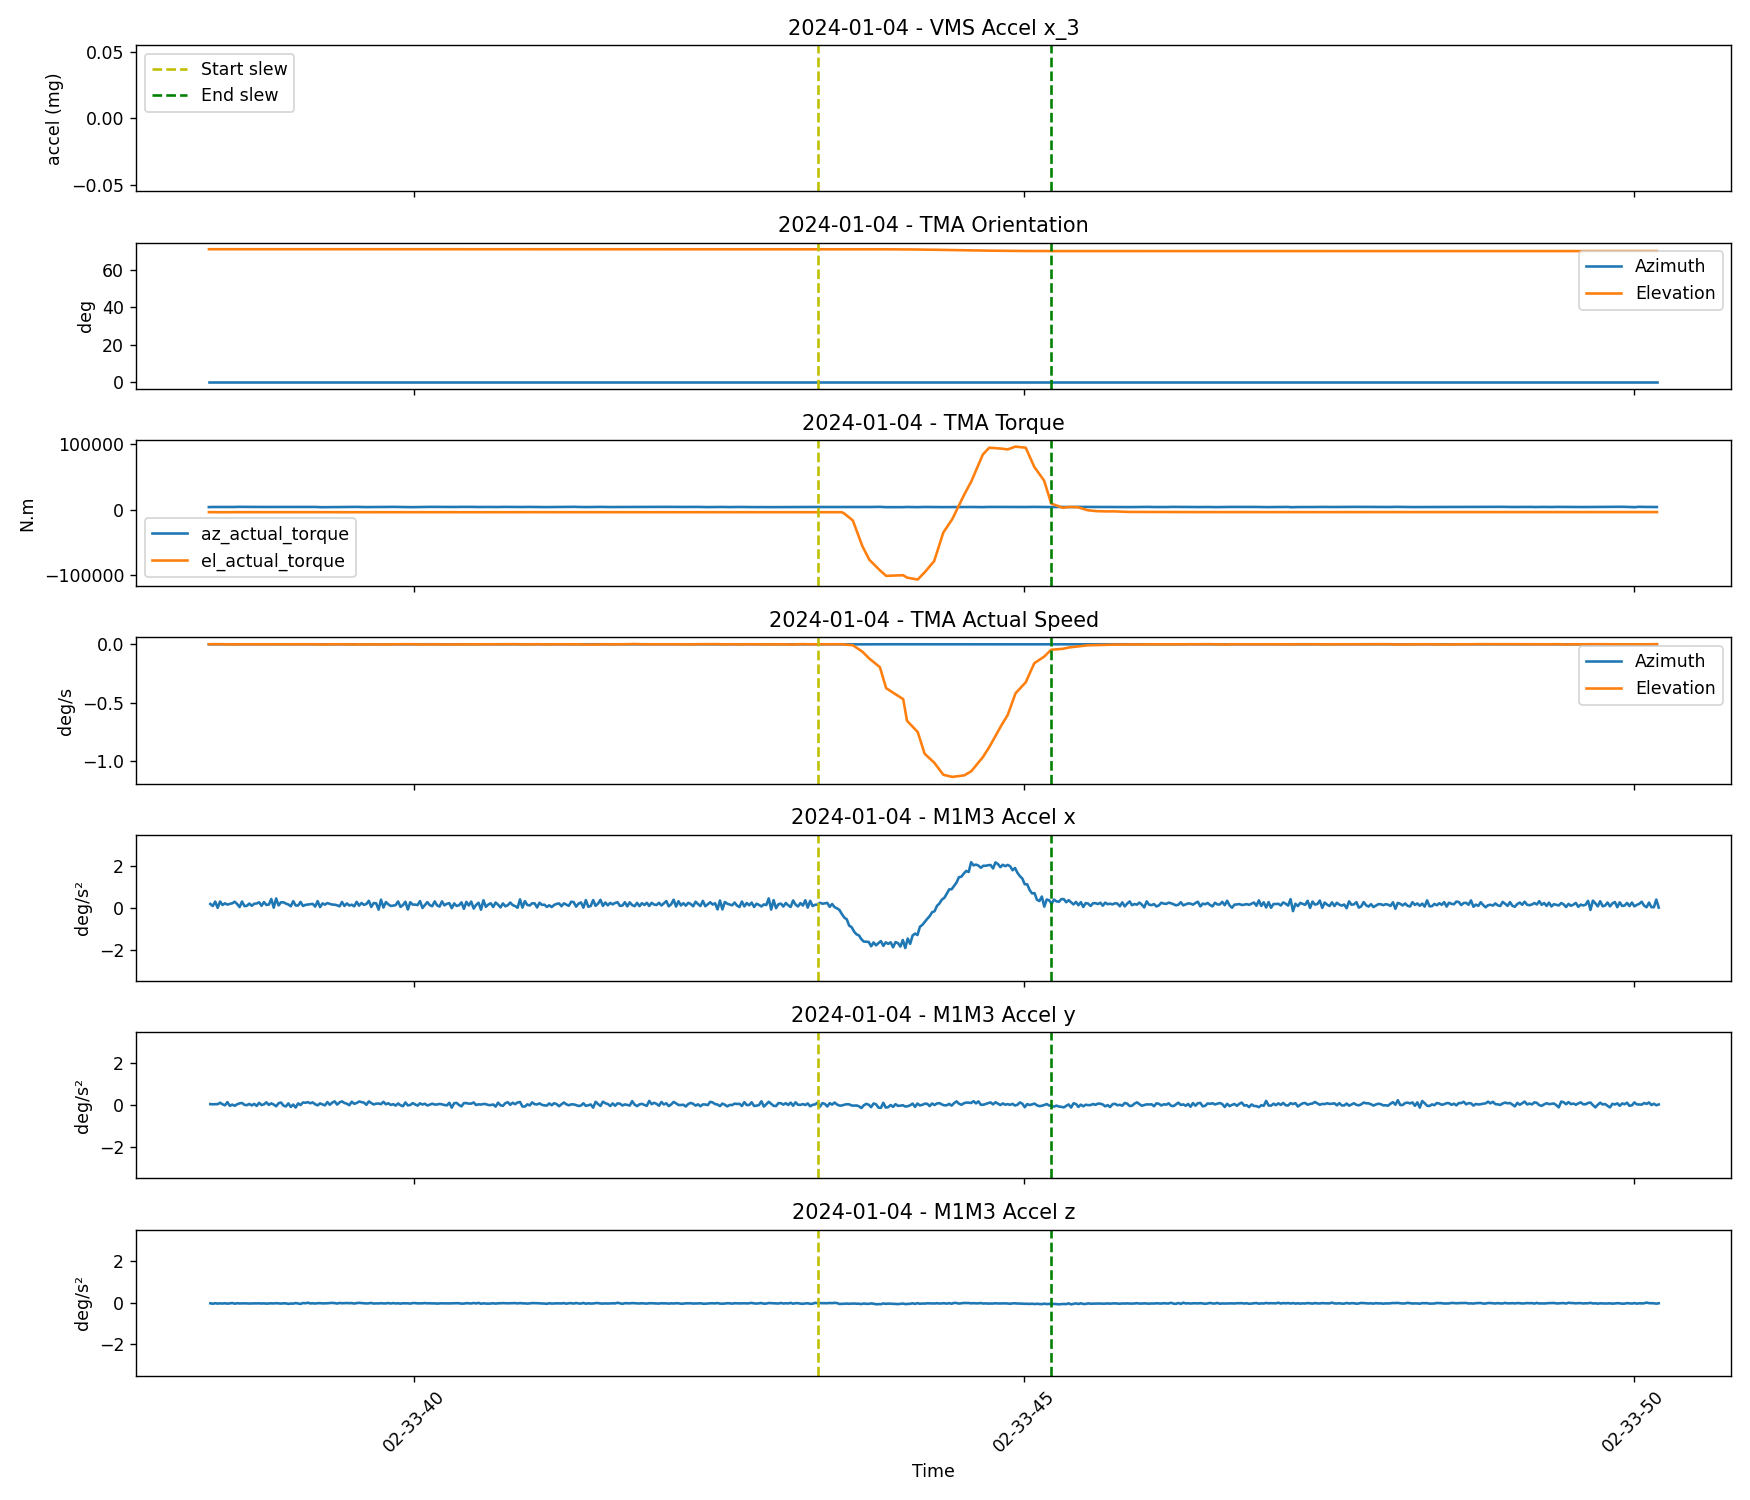 2024-01-04 - VMS Accel x_3
accel (mg)
0.05
0.00
−0.05
Start slew
End slew
2024-01-04 - TMA Orientation
deg
60
40
20
0
Azimuth
Elevation
2024-01-04 - TMA Torque
N.m
100000
0
−100000
az_actual_torque
el_actual_torque
2024-01-04 - TMA Actual Speed
deg/s
0.0
−0.5
−1.0
Azimuth
Elevation
2024-01-04 - M1M3 Accel x
deg/s²
2
0
−2
2024-01-04 - M1M3 Accel y
deg/s²
2
0
−2
2024-01-04 - M1M3 Accel z
deg/s²
2
0
−2
02-33-40
02-33-45
02-33-50
Time